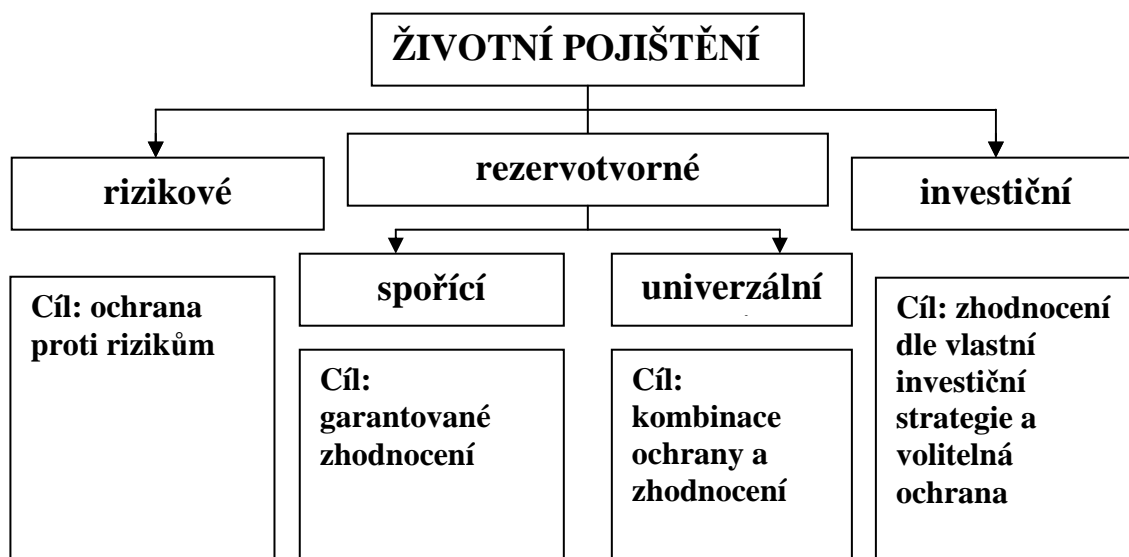 ŽIVOTNÍ POJIŠTĚNÍ
rizikové
rezervotvorné
investiční
spořící
univerzální
Cíl: ochrana
proti rizikům
Cíl:
garantované
zhodnocení
Cíl:
kombinace
ochrany a
zhodnocení
Cíl: zhodnocení
dle vlastní
investiční
strategie a
volitelná
ochrana